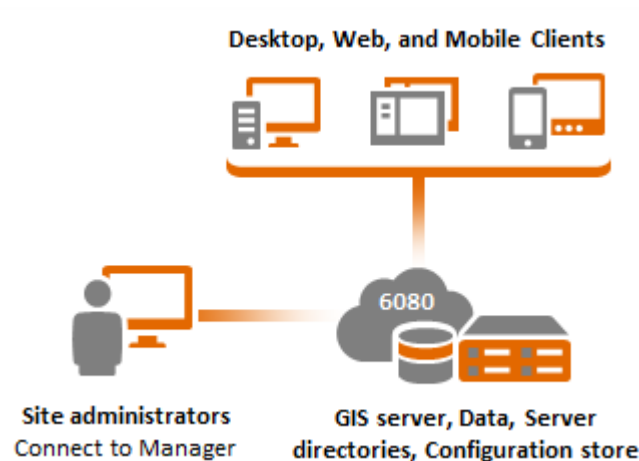 Desktop, Web, and Mobile Clients
6080
Site administrators
Connect to Manager
GIS server, Data, Server
directories, Configuration store